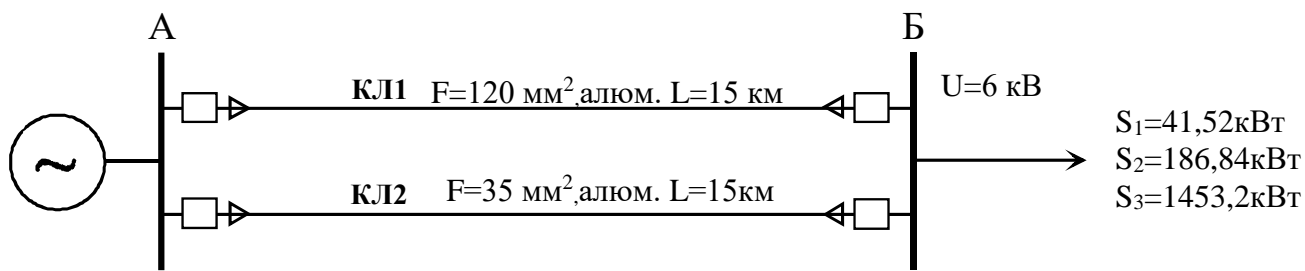 А
Б
КЛ1 F=120 мм²,алюм. L=15 км
U=6 кВ
S₁=41,52кВт
S₂=186,84кВт
S₃=1453,2кВт
~
КЛ2 F=35 мм²,алюм. L=15км